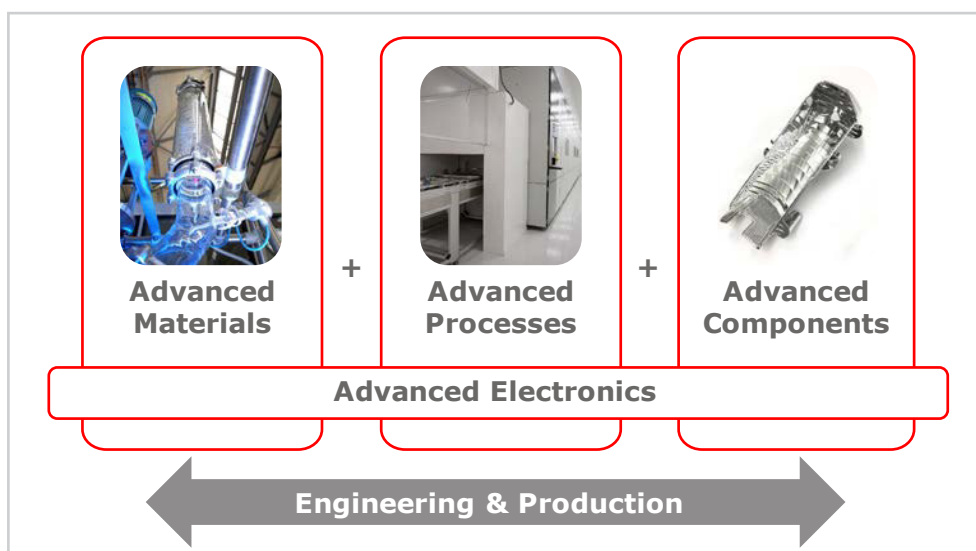 +
+
Advanced
Materials
Advanced
Processes
Advanced
Components
Advanced Electronics
Engineering & Production